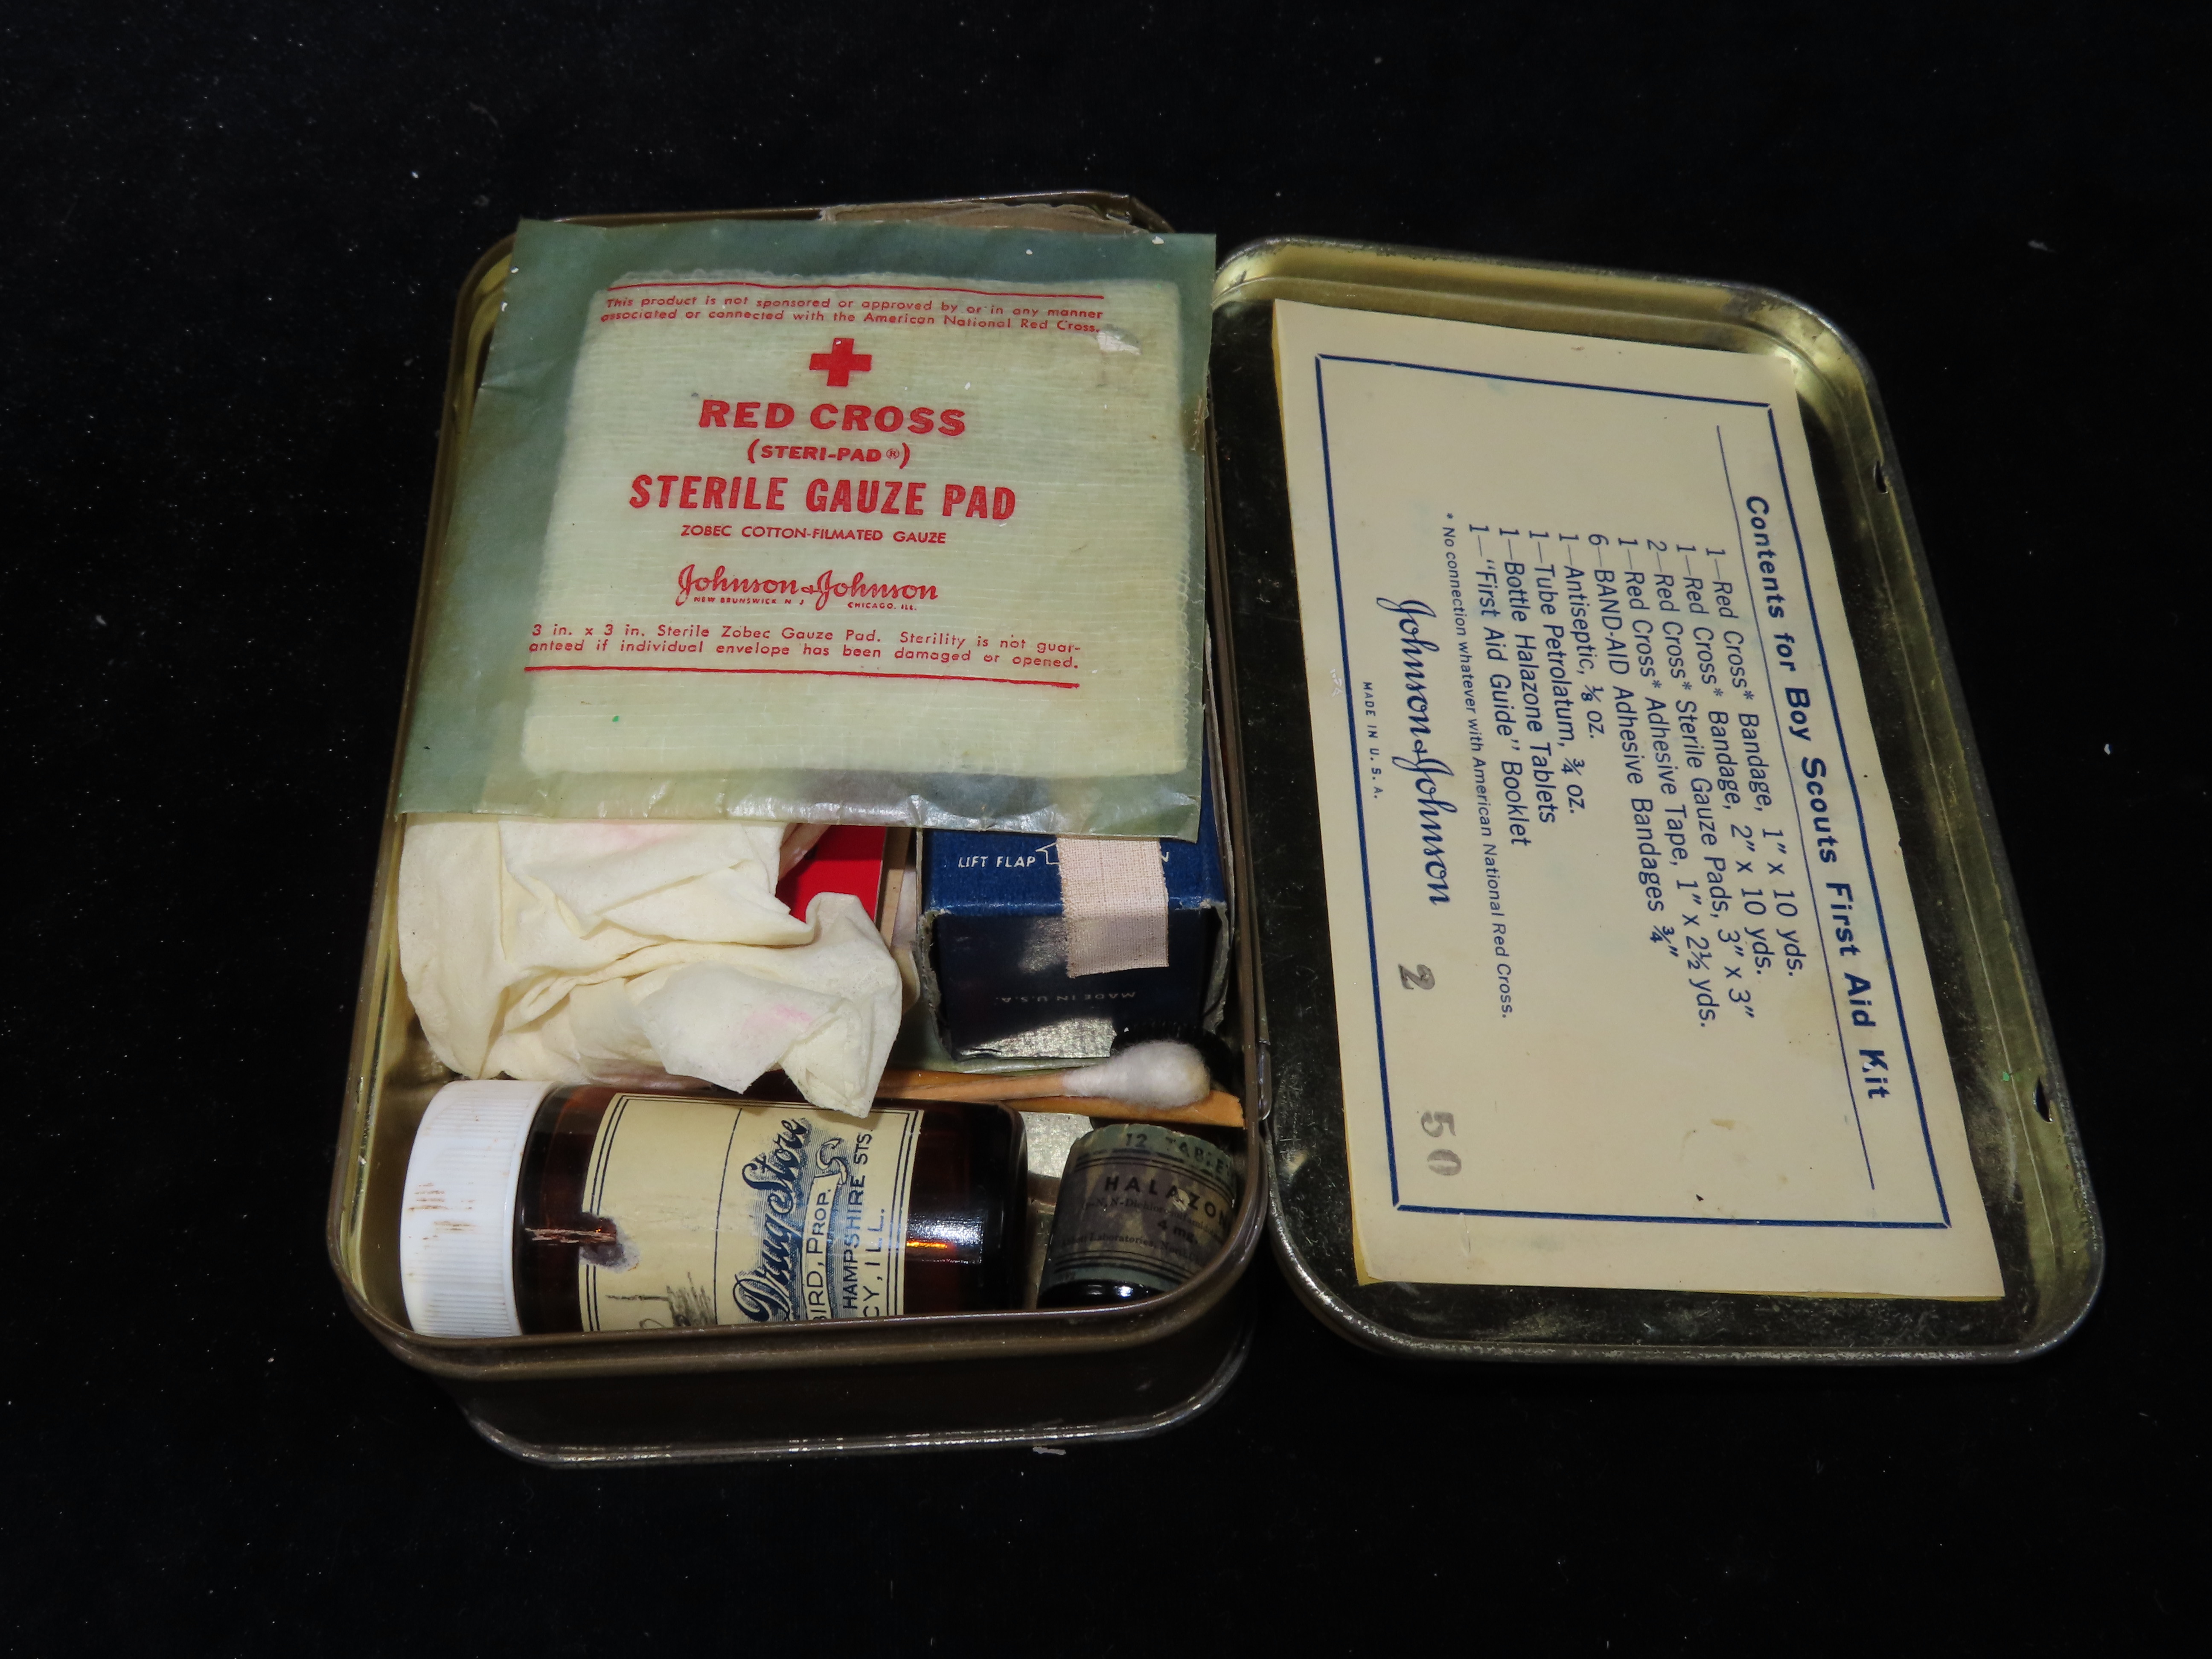 This product is not sponsored or approved by or in any manner
associated or connected with the American National Red Cross.
RED CROSS
(STERI-PAD®)
STERILE GAUZE PAD
ZOBEC COTTON-FILMATED GAUZE
Johnson & Johnson
NEW BRUNSWICK N J CHICAGO, ILL.
3 in. x 3 in. Sterile Zobec Gauze Pad. Sterility is not guar-
anteed if individual envelope has been damaged or opened.
LIFT FLAP
MADE IN U.S.A.
Drug Store
BIRD, PROP.
HAMPSHIRE STS.
CY, ILL.
12 TABLE
HALAZON
4 mg.
Laboratories
Contents for Boy Scouts First Aid Kit
1—Red Cross* Bandage, 1" x 10 yds.
1—Red Cross* Bandage, 2" x 10 yds.
2—Red Cross* Sterile Gauze Pads, 3" x 3"
1—Red Cross* Adhesive Tape, 1" x 2½ yds.
6—BAND-AID Adhesive Bandages ¾"
1—Antiseptic, ⅛ oz.
1—Tube Petrolatum, ¾ oz.
1—Bottle Halazone Tablets
1—"First Aid Guide" Booklet
* No connection whatever with American National Red Cross.
Johnson & Johnson
MADE IN U. S. A.
2 50